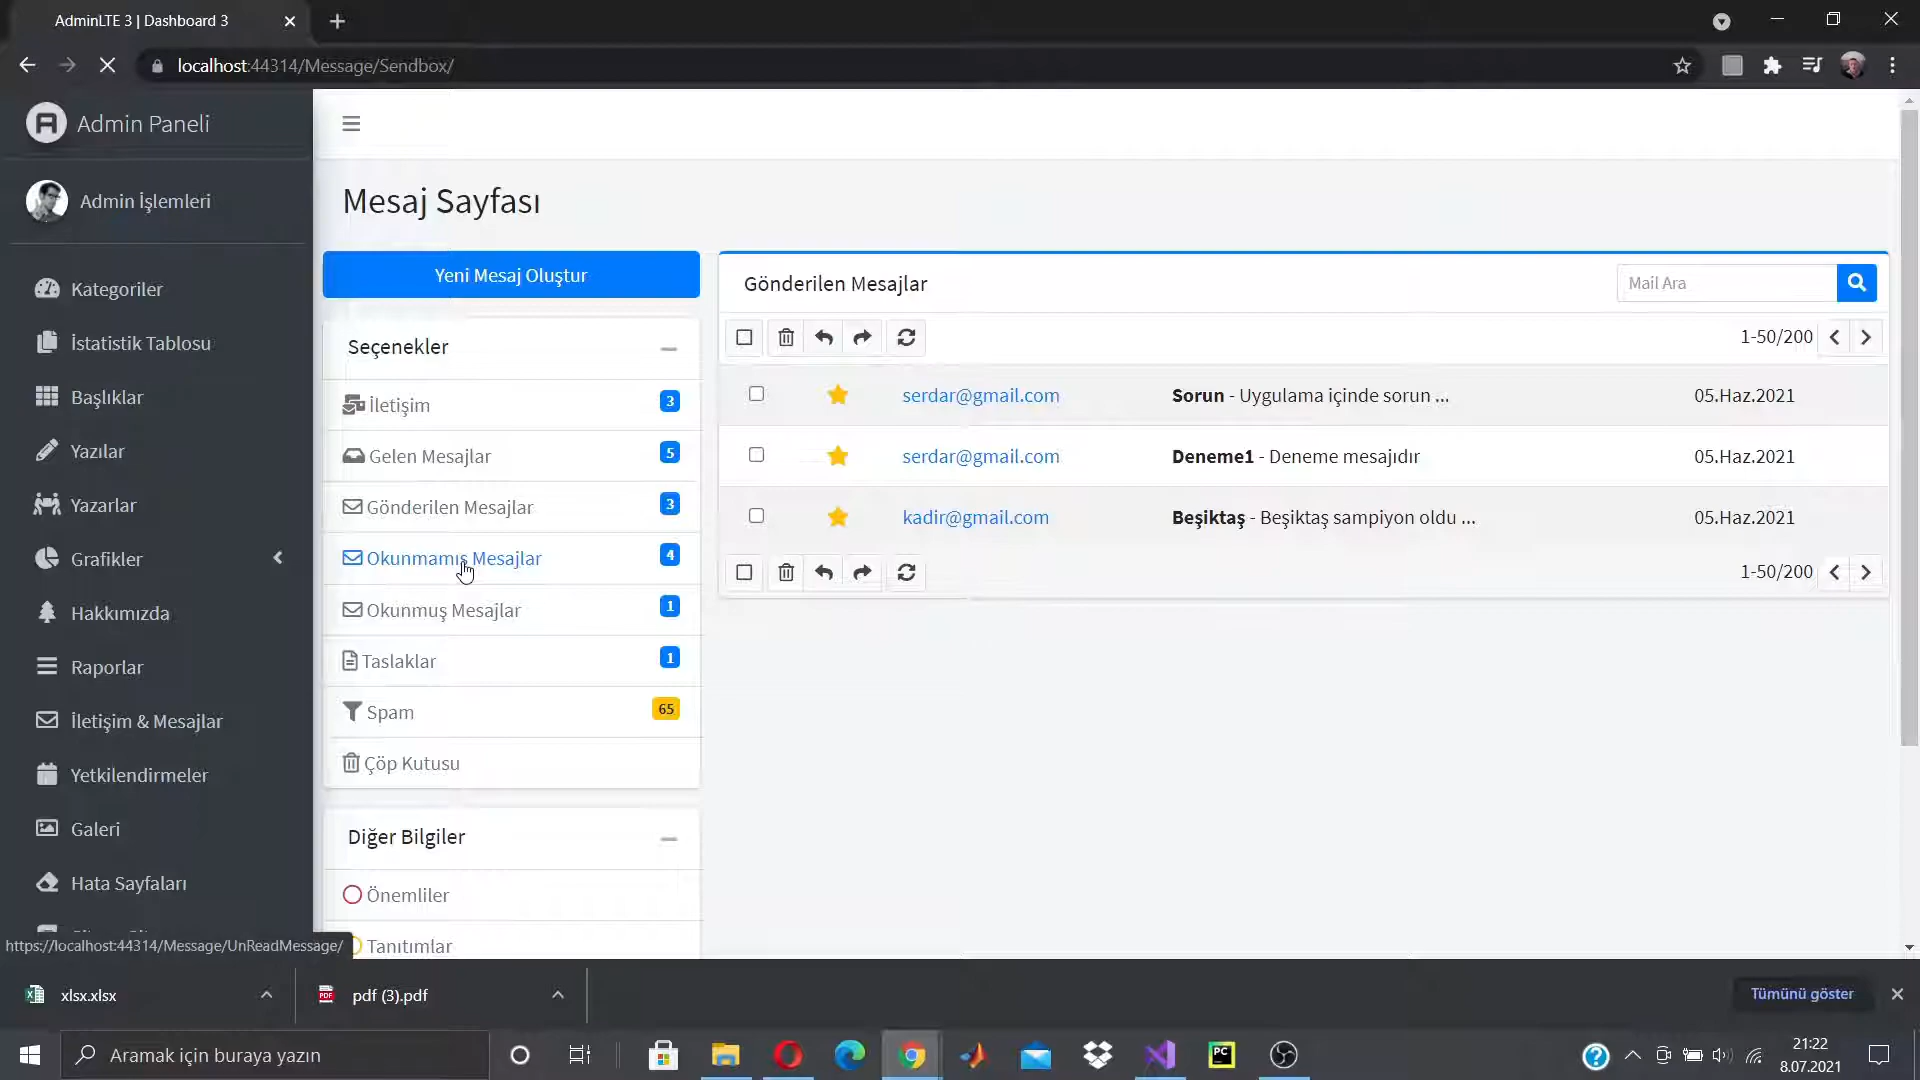 AdminLTE 3 | Dashboard 3
localhost:44314/Message/Sendbox/
Admin Paneli
Admin İşlemleri
Kategoriler
İstatistik Tablosu
Başlıklar
Yazılar
Yazarlar
Grafikler
Hakkımızda
Raporlar
İletişim & Mesajlar
Yetkilendirmeler
Galeri
Hata Sayfaları
https://localhost:44314/Message/UnReadMessage/
Mesaj Sayfası
Yeni Mesaj Oluştur
Seçenekler
İletişim 3
Gelen Mesajlar 5
Gönderilen Mesajlar 3
Okunmamış Mesajlar 4
Okunmuş Mesajlar 1
Taslaklar 1
Spam 65
Çöp Kutusu
Diğer Bilgiler
Önemliler
Tanıtımlar
Gönderilen Mesajlar
Mail Ara
1-50/200
serdar@gmail.com Sorun - Uygulama içinde sorun ... 05.Haz.2021
serdar@gmail.com Deneme1 - Deneme mesajıdır 05.Haz.2021
kadir@gmail.com Beşiktaş - Beşiktaş sampiyon oldu ... 05.Haz.2021
1-50/200
xlsx.xlsx
PDF
pdf (3).pdf
Tümünü göster
Aramak için buraya yazın
PC
21:22
8.07.2021